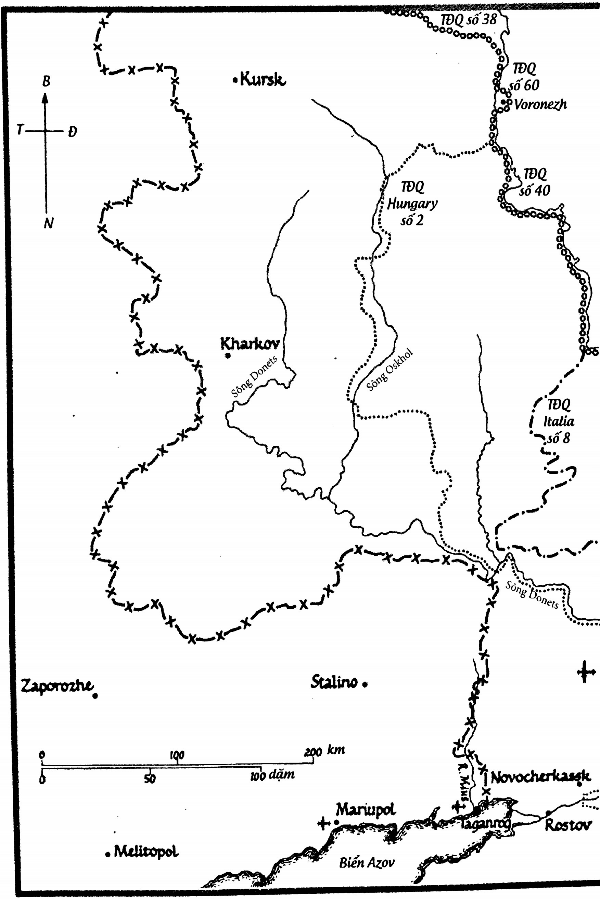 TĐQ số 38
TĐQ
số 60
Voronezh
Kursk
B
T
Đ
N
TĐQ
số 40
TĐQ
Hungary
số 2
Kharkov
Sông Donets
Sông Oskhol
TĐQ
Italia
số 8
Sông Donets
Zaporozhe
Stalino
0 100 200 km
0 50 100 dặm
R. Mius
Novocherkassk
Mariupol
Taganrog
Rostov
Melitopol
Biển Azov